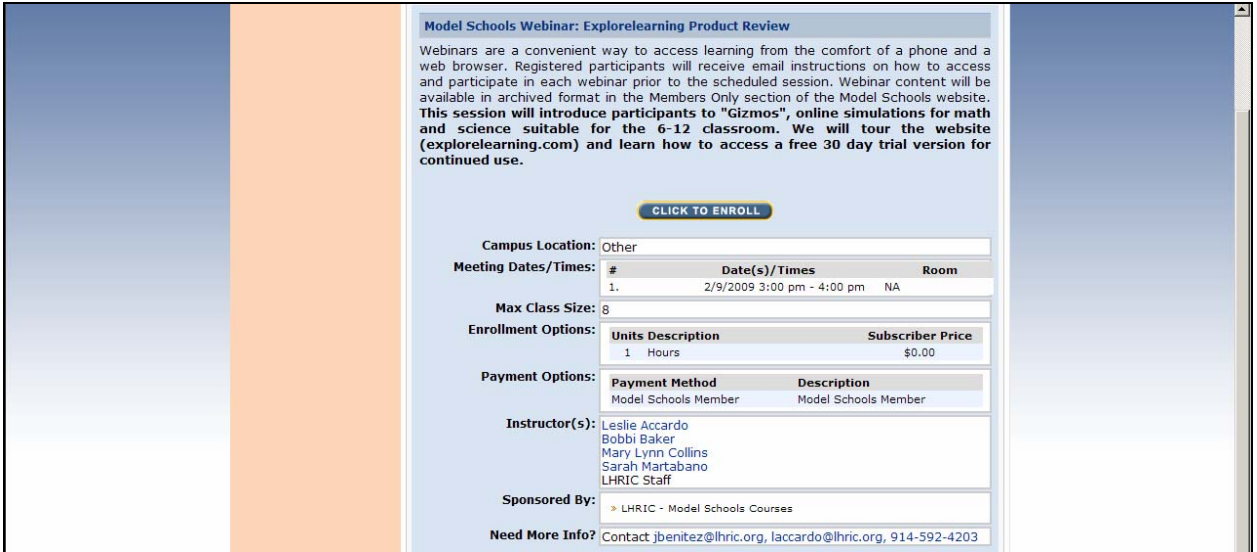 Model Schools Webinar: Explorelearning Product Review
Webinars are a convenient way to access learning from the comfort of a phone and a
web browser. Registered participants will receive email instructions on how to access
and participate in each webinar prior to the scheduled session. Webinar content will be
available in archived format in the Members Only section of the Model Schools website.
This session will introduce participants to "Gizmos", online simulations for math
and science suitable for the 6-12 classroom. We will tour the website
(explorelearning.com) and learn how to access a free 30 day trial version for
continued use.
CLICK TO ENROLL
Campus Location: Other
Meeting Dates/Times: # Date(s)/Times Room
1. 2/9/2009 3:00 pm - 4:00 pm NA
Max Class Size: 8
Enrollment Options: Units Description Subscriber Price
1 Hours $0.00
Payment Options: Payment Method Description
Model Schools Member Model Schools Member
Instructor(s): Leslie Accardo
Bobbi Baker
Mary Lynn Collins
Sarah Martabano
LHRIC Staff
Sponsored By: > LHRIC - Model Schools Courses
Need More Info? Contact jbenitez@lhric.org, laccardo@lhric.org, 914-592-4203